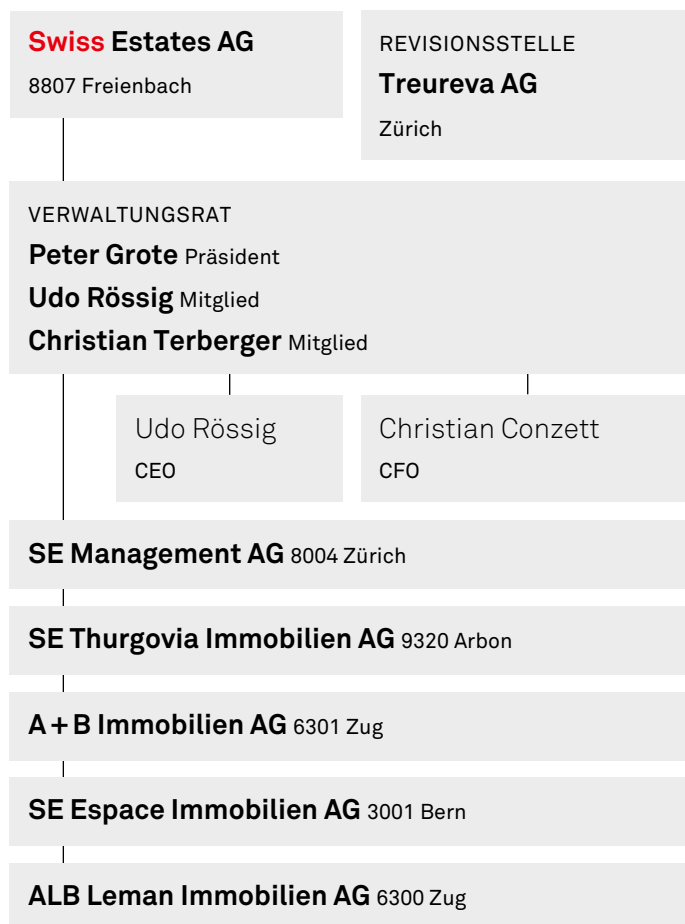 Swiss Estates AG
8807 Freienbach
REVISIONSSTELLE
Treureva AG
Zürich
VERWALTUNGSRAT
Peter Grote Präsident
Udo Rössig Mitglied
Christian Terberger Mitglied
Udo Rössig
CEO
Christian Conzett
CFO
SE Management AG 8004 Zürich
SE Thurgovia Immobilien AG 9320 Arbon
A+B Immobilien AG 6301 Zug
SE Espace Immobilien AG 3001 Bern
ALB Leman Immobilien AG 6300 Zug